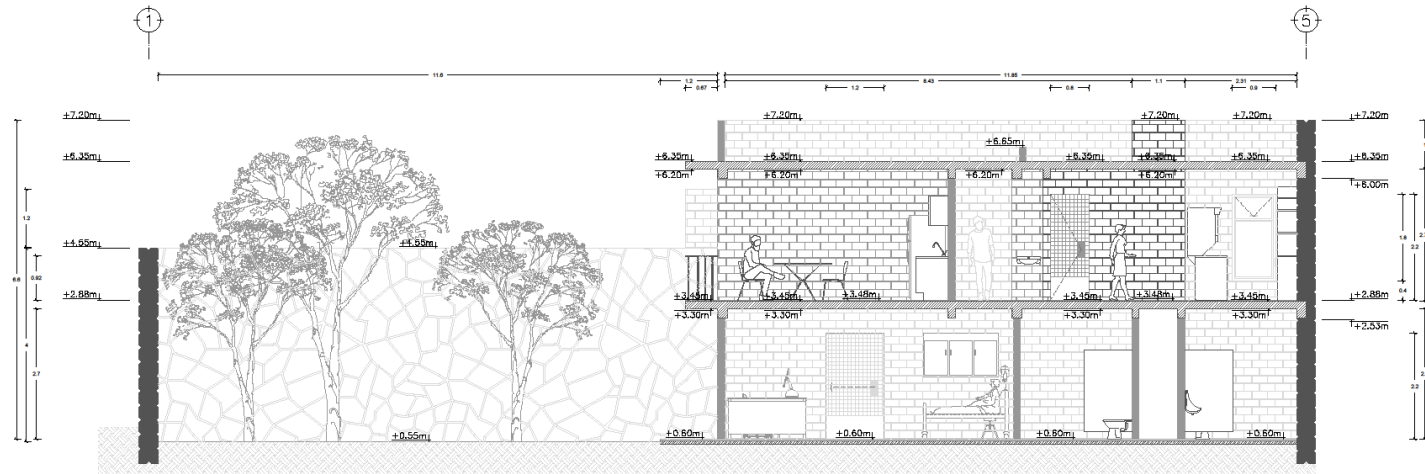 1
5
11.6
11.85
1.2
8.43
1.1
2.31
0.67
1.2
0.8
0.9
+7.20m
+7.20m
+7.20m
+7.20m
+7.20m
+6.65m
+6.35m
+6.35m
+6.35m
+6.35m
+6.35m
+6.35m
+6.35m
+6.20m
+6.20m
+6.20m
+6.20m
+6.00m
+4.55m
+4.55m
+3.45m
+3.45m
+3.48m
+3.45m
+3.48m
+3.45m
+2.88m
+2.88m
+3.30m
+3.30m
+3.30m
+3.30m
+2.53m
+0.55m
+0.60m
+0.60m
+0.60m
+0.60m
6.6
1.2
4
0.92
2.7
1.8
2.2
0.4
2.2